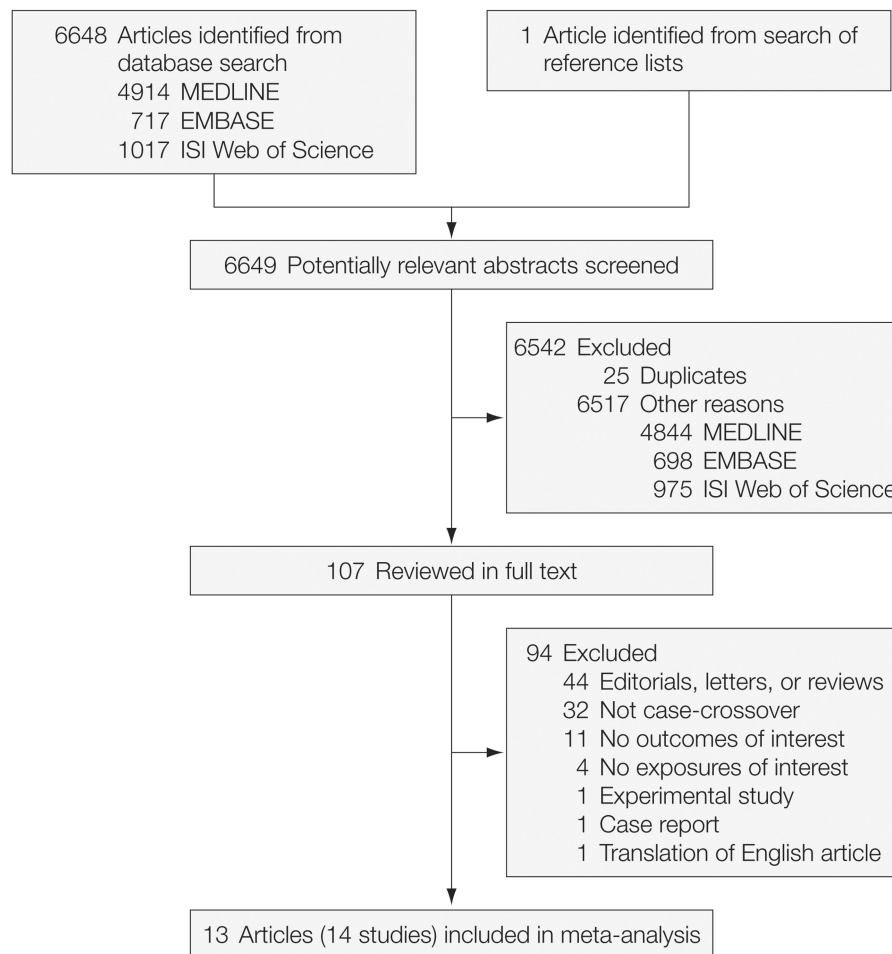 6648 Articles identified from
database search
4914 MEDLINE
717 EMBASE
1017 ISI Web of Science
1 Article identified from search of
reference lists
6649 Potentially relevant abstracts screened
6542 Excluded
25 Duplicates
6517 Other reasons
4844 MEDLINE
698 EMBASE
975 ISI Web of Science
107 Reviewed in full text
94 Excluded
44 Editorials, letters, or reviews
32 Not case-crossover
11 No outcomes of interest
4 No exposures of interest
1 Experimental study
1 Case report
1 Translation of English article
13 Articles (14 studies) included in meta-analysis